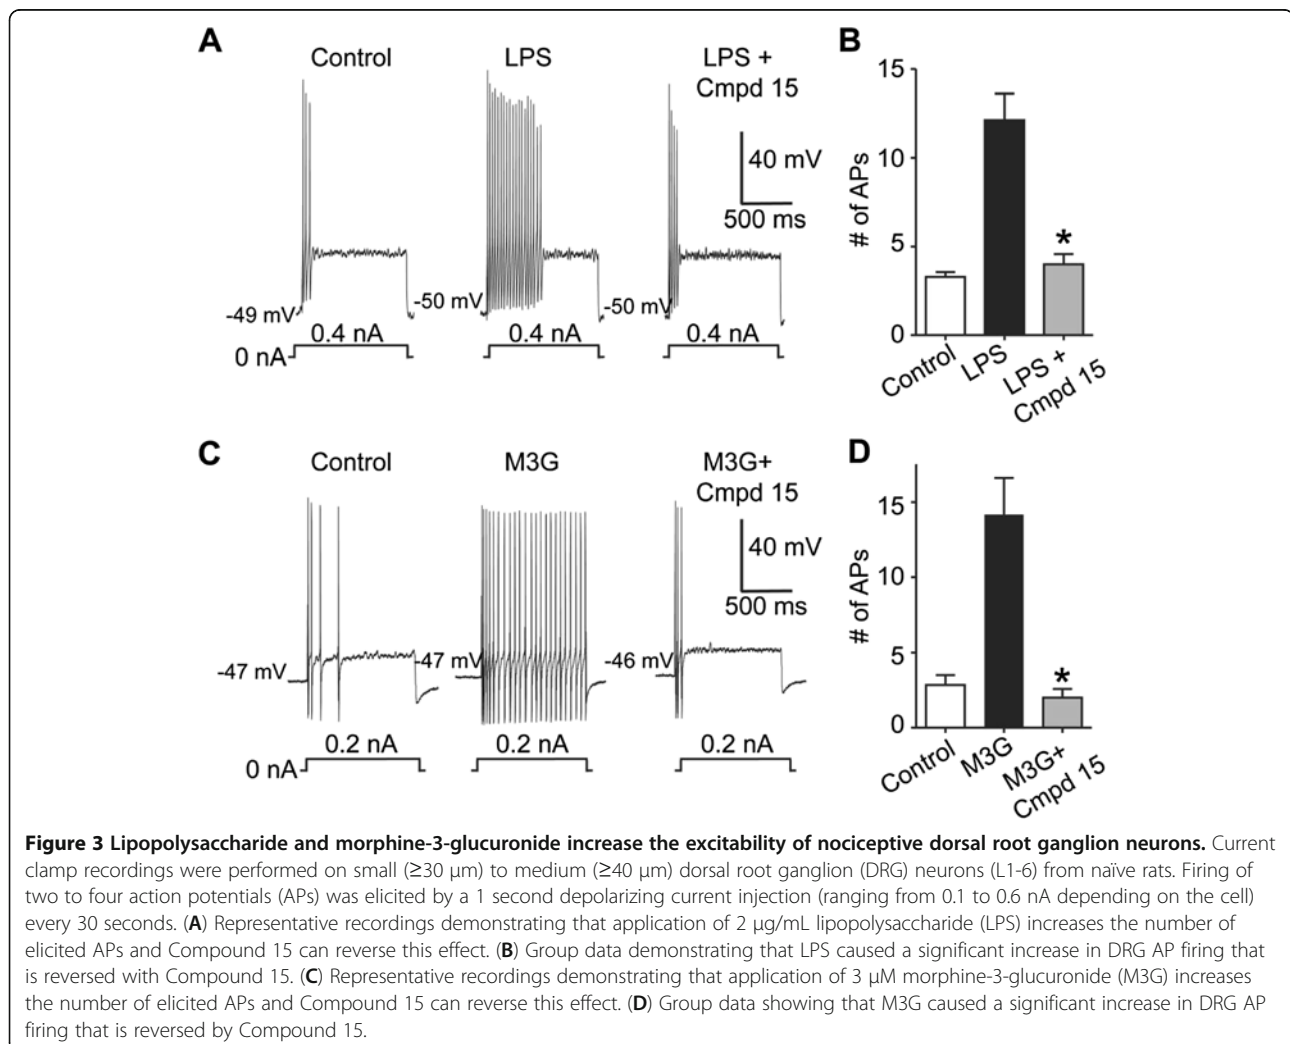 A
Control
LPS
LPS +
Cmpd 15
40 mV
500 ms
-49 mV
-50 mV
-50 mV
0.4 nA
0.4 nA
0.4 nA
0 nA
B
# of APs
15
10
5
0
Control
LPS
LPS +
Cmpd 15
*
C
Control
M3G
M3G+
Cmpd 15
40 mV
500 ms
-47 mV
-47 mV
-46 mV
0.2 nA
0.2 nA
0.2 nA
0 nA
D
# of APs
15
10
5
0
Control
M3G
M3G+
Cmpd 15
*
Figure 3 Lipopolysaccharide and morphine-3-glucuronide increase the excitability of nociceptive dorsal root ganglion neurons. Current
clamp recordings were performed on small (≥30 μm) to medium (≥40 μm) dorsal root ganglion (DRG) neurons (L1-6) from naïve rats. Firing of
two to four action potentials (APs) was elicited by a 1 second depolarizing current injection (ranging from 0.1 to 0.6 nA depending on the cell)
every 30 seconds. (A) Representative recordings demonstrating that application of 2 μg/mL lipopolysaccharide (LPS) increases the number of
elicited APs and Compound 15 can reverse this effect. (B) Group data demonstrating that LPS caused a significant increase in DRG AP firing that
is reversed with Compound 15. (C) Representative recordings demonstrating that application of 3 μM morphine-3-glucuronide (M3G) increases
the number of elicited APs and Compound 15 can reverse this effect. (D) Group data showing that M3G caused a significant increase in DRG AP
firing that is reversed by Compound 15.